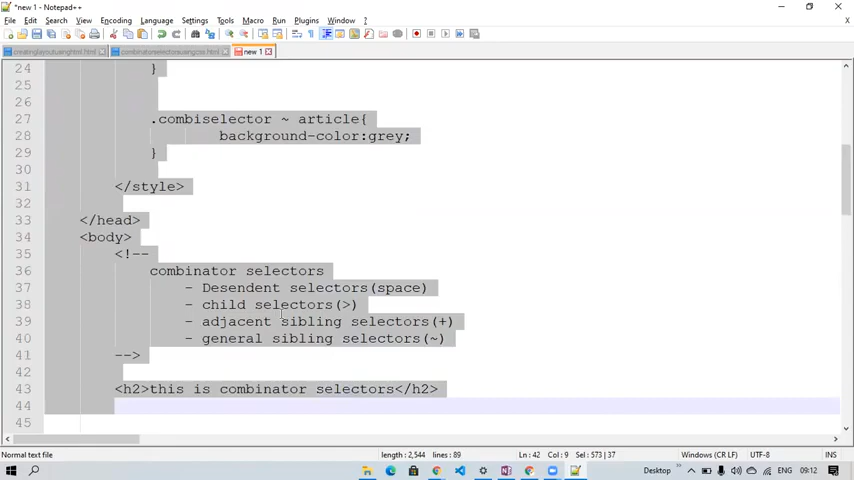 *new 1 - Notepad++
File Edit Search View Encoding Language Settings Tools Macro Run Plugins Window ?
creatinglayoutusinghtml.html combinatorselectorsusingcss.html new 1
24 }
25
26
27 .combiselector ~ article{
28 background-color:grey;
29 }
30
31 </style>
32
33 </head>
34 <body>
35 <!--
36 combinator selectors
37 - Desendent selectors(space)
38 - child selectors(>)
39 - adjacent sibling selectors(+)
40 - general sibling selectors(~)
41 -->
42
43 <h2>this is combinator selectors</h2>
44
45
Normal text file length : 2,544 lines : 89 Ln : 42 Col : 9 Sel : 573 | 37 Windows (CR LF) UTF-8 INS
Desktop ENG 09:12